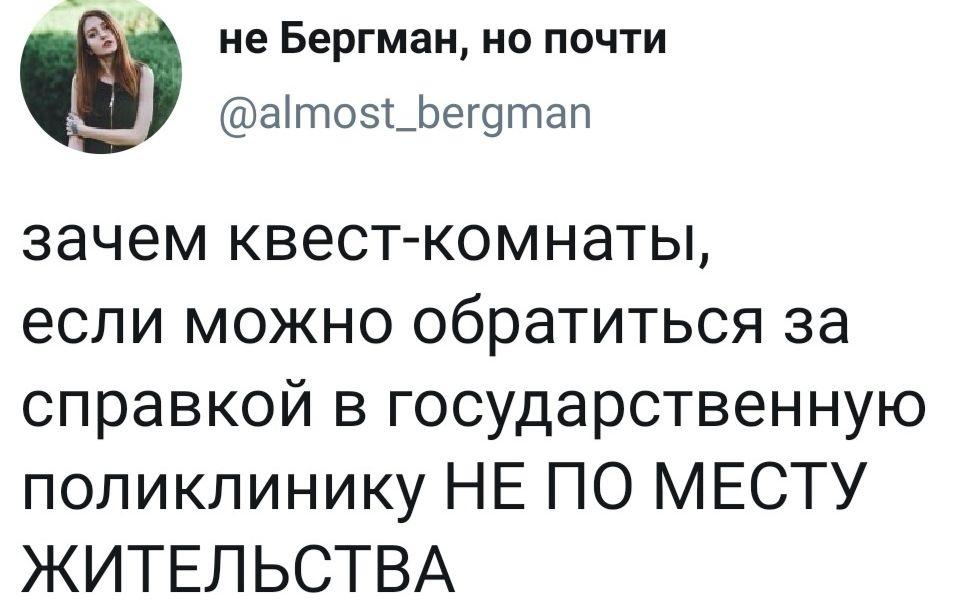 не Бергман, но почти
@almost_bergman
зачем квест-комнаты,
если можно обратиться за
справкой в государственную
поликлинику НЕ ПО МЕСТУ
ЖИТЕЛЬСТВА